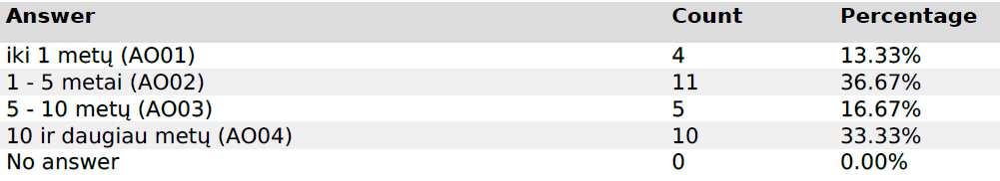 Answer Count Percentage
iki 1 metų (AO01) 4 13.33%
1 - 5 metai (AO02) 11 36.67%
5 - 10 metų (AO03) 5 16.67%
10 ir daugiau metų (AO04) 10 33.33%
No answer 0 0.00%